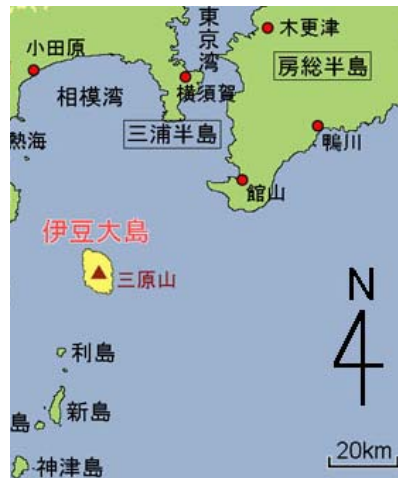 東京湾
木更津
小田原
房総半島
横須賀
相模湾
三浦半島
鴨川
熱海
館山
伊豆大島
三原山
N
利島
新島
島
神津島
20km